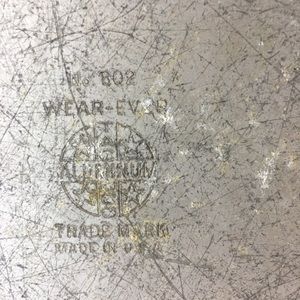 No 802
WEAR-EVER
ALUMINUM
TRADE MARK
MADE IN U.S.A